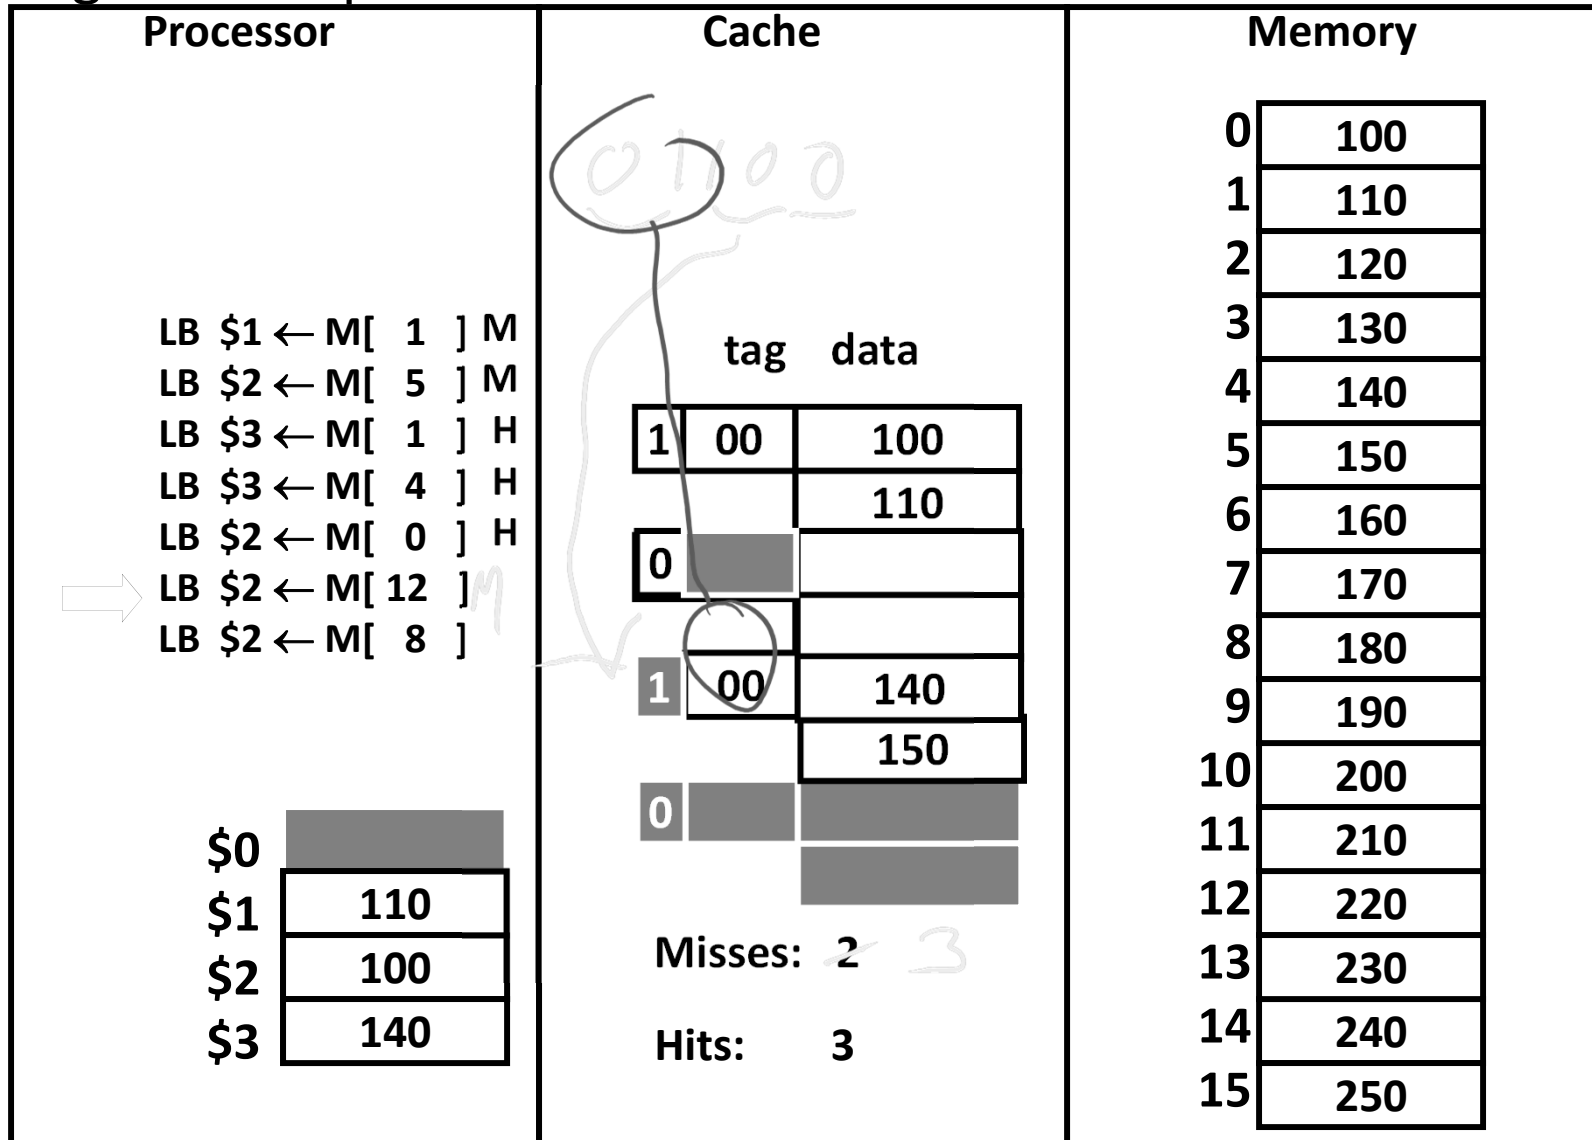 Processor
LB $1 ← M[ 1 ] M
LB $2 ← M[ 5 ] M
LB $3 ← M[ 1 ] H
LB $3 ← M[ 4 ] H
LB $2 ← M[ 0 ] H
LB $2 ← M[ 12 ] M
LB $2 ← M[ 8 ]
$0
$1 110
$2 100
$3 140
Cache
01100
tag data
1 00 100
110
0
1 00 140
150
0
Misses: 2 3
Hits: 3
Memory
0 100
1 110
2 120
3 130
4 140
5 150
6 160
7 170
8 180
9 190
10 200
11 210
12 220
13 230
14 240
15 250